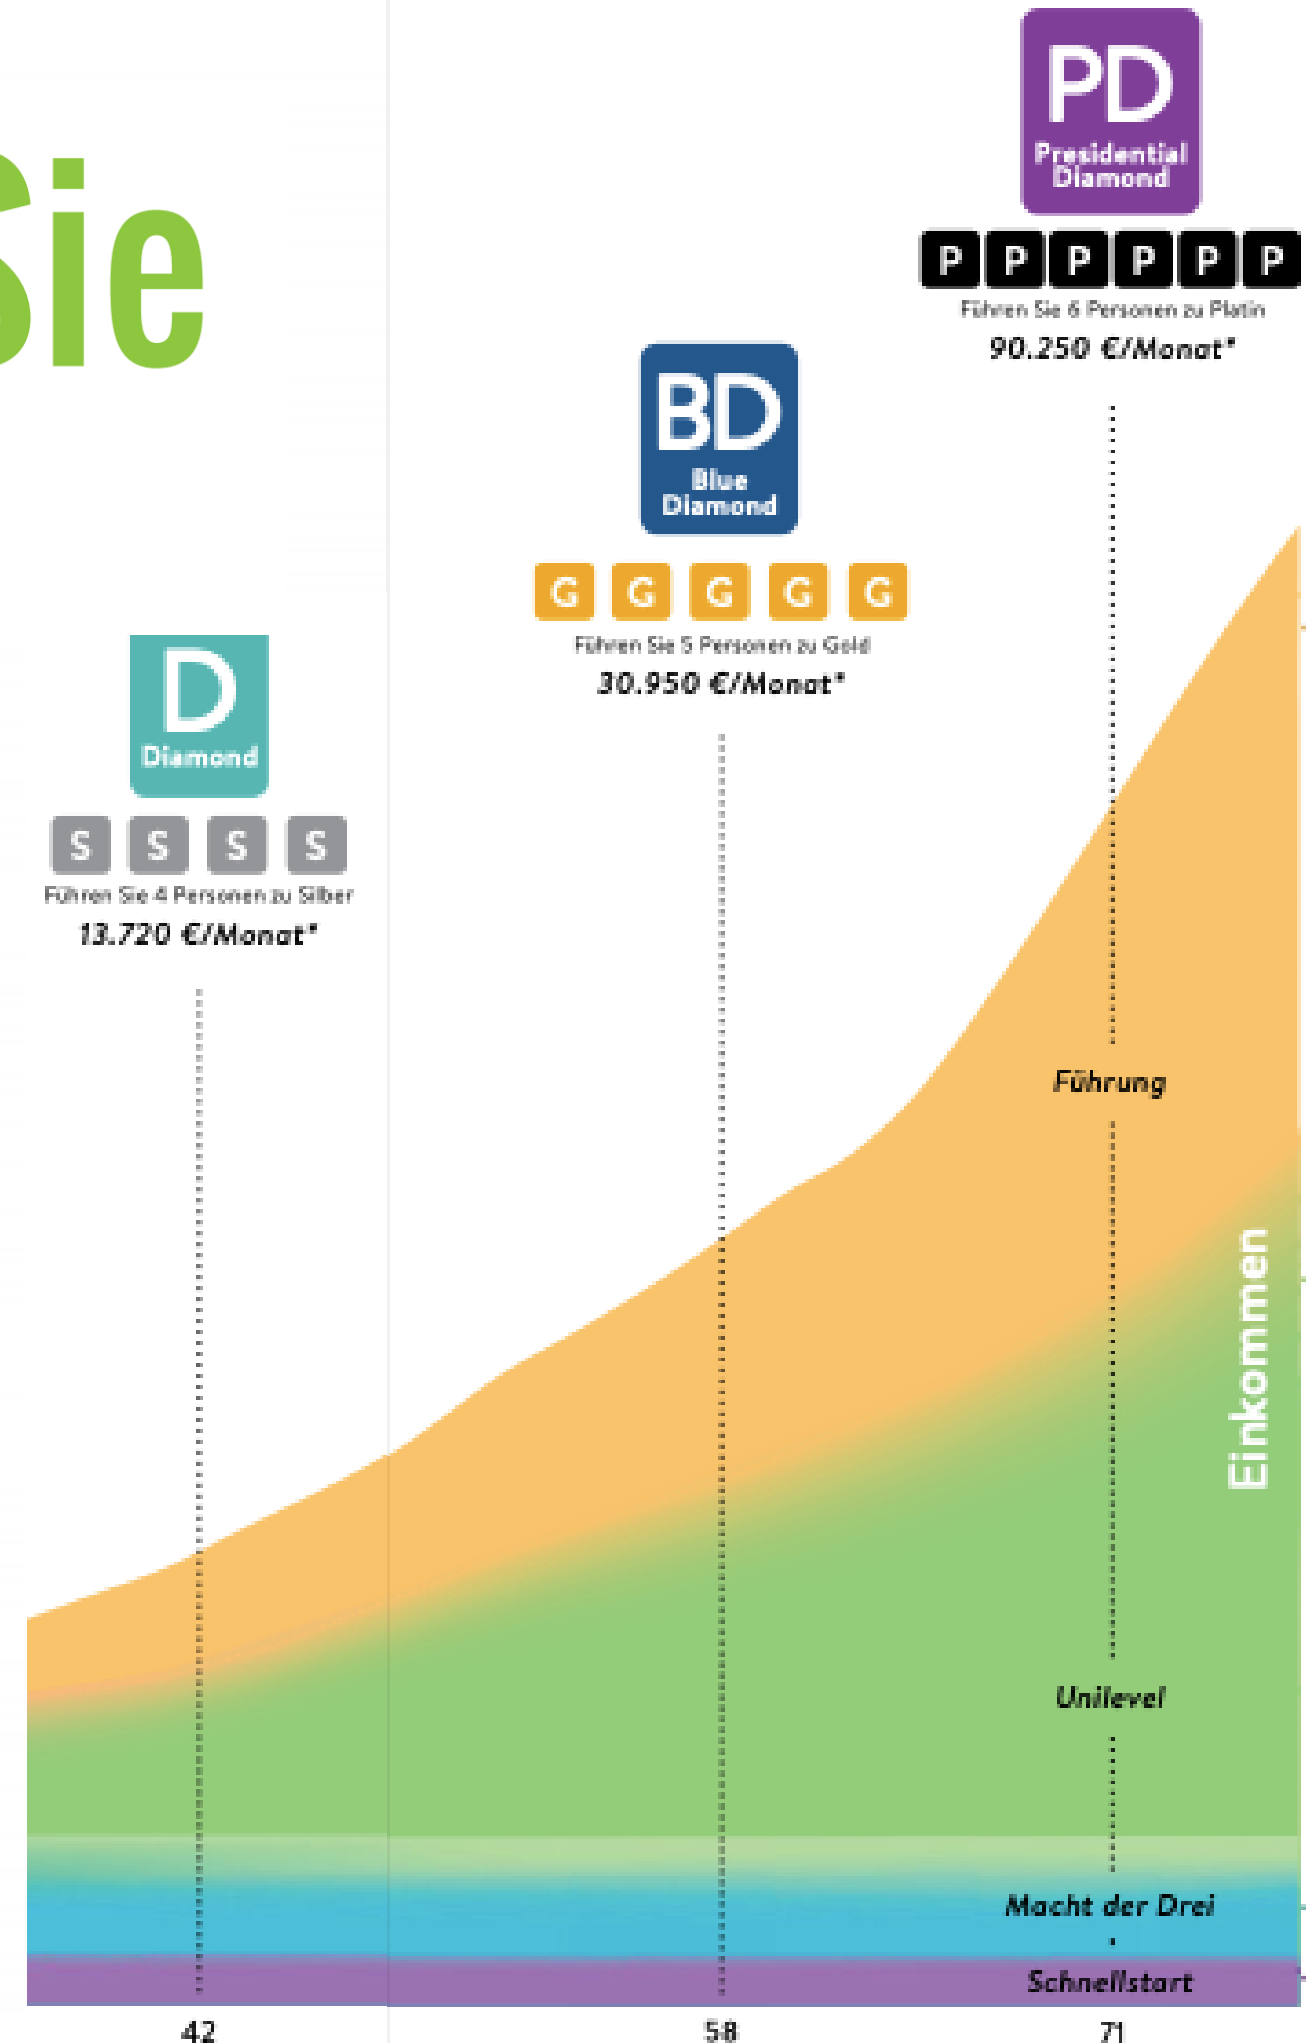 Sie
PD
Presidential
Diamond
P P P P P P
Führen Sie 6 Personen zu Platin
90.250 €/Monat*
BD
Blue
Diamond
G G G G G
Führen Sie 5 Personen zu Gold
30.950 €/Monat*
D
Diamond
S S S S
Führen Sie 4 Personen zu Silber
13.720 €/Monat*
Führung
Einkommen
Unilevel
Macht der Drei
Schnellstart
42 58 71